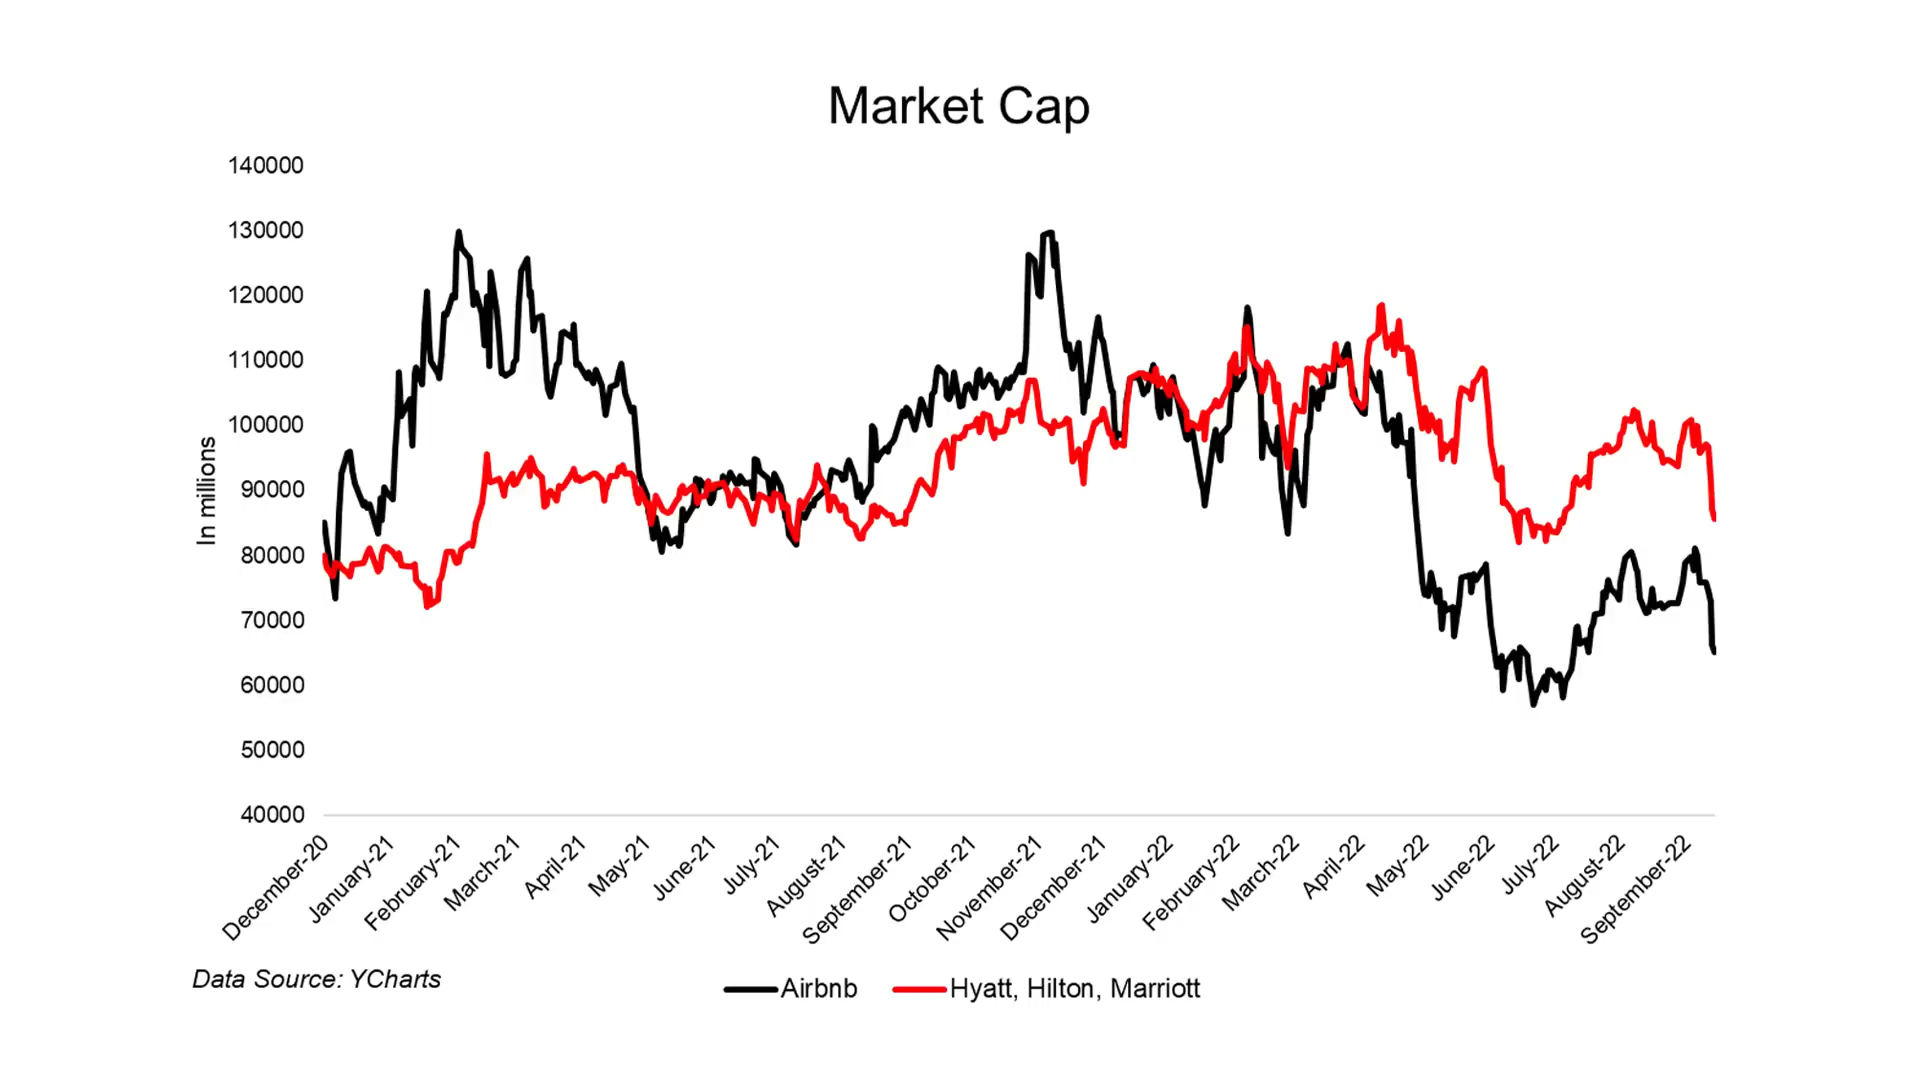 Market Cap
140000
130000
120000
110000
100000
90000
80000
70000
60000
50000
40000
In millions
December-20
January-21
February-21
March-21
April-21
May-21
June-21
July-21
August-21
September-21
October-21
November-21
December-21
January-22
February-22
March-22
April-22
May-22
June-22
July-22
August-22
September-22
Data Source: YCharts
Airbnb
Hyatt, Hilton, Marriott